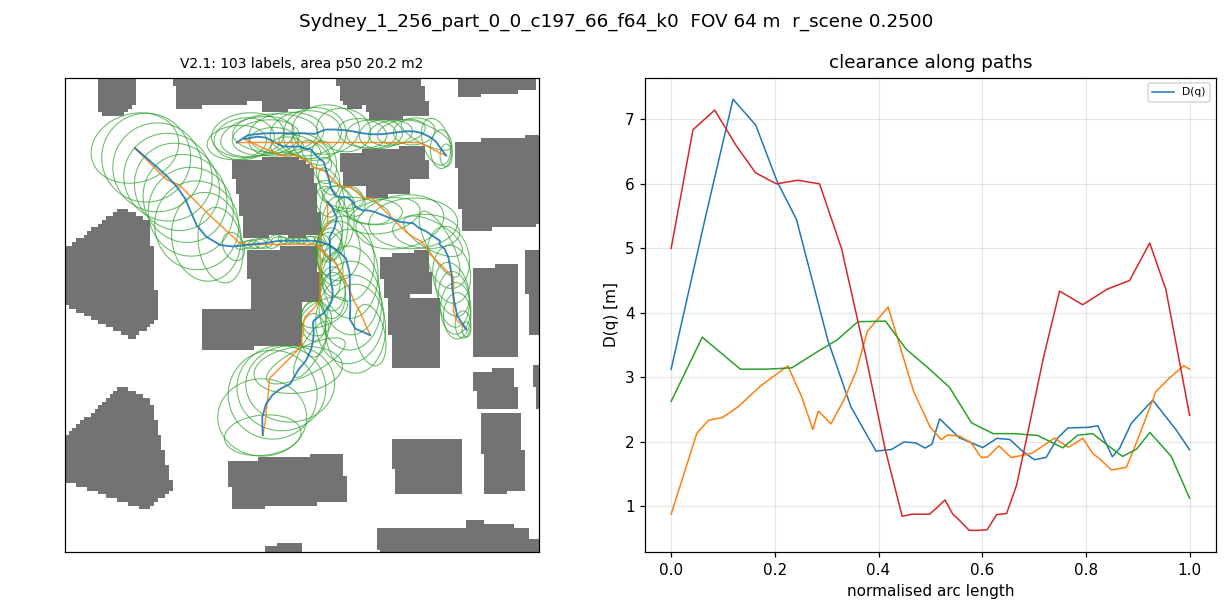 Sydney_1_256_part_0_0_c197_66_f64_k0 FOV 64 m r_scene 0.2500
V2.1: 103 labels, area p50 20.2 m2
clearance along paths
D(q)
D(q) [m]
7
6
5
4
3
2
1
0.0 0.2 0.4 0.6 0.8 1.0
normalised arc length